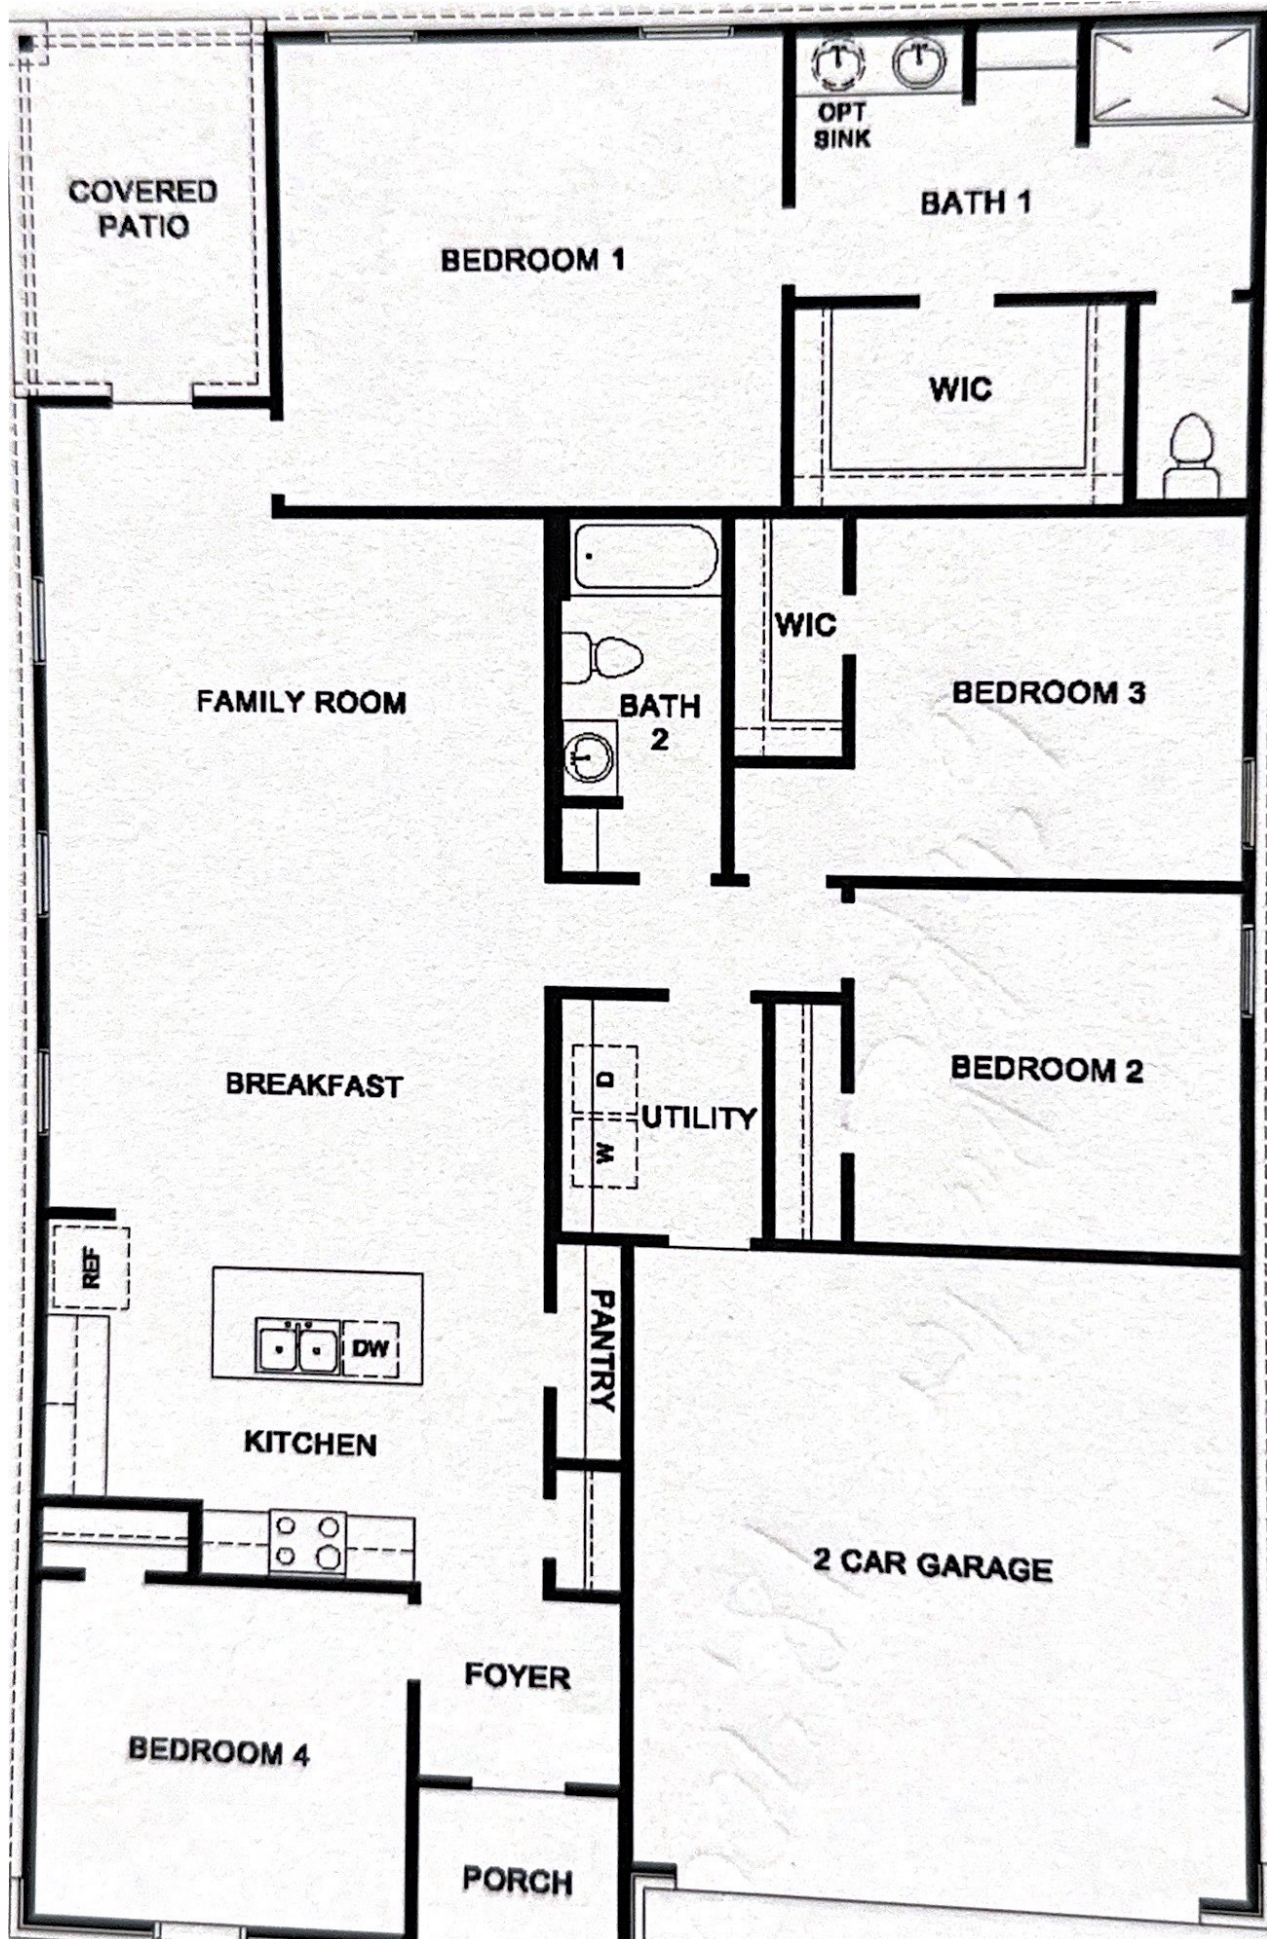 OPT
SINK
COVERED
PATIO
BATH 1
BEDROOM 1
WIC
WIC
FAMILY ROOM
BATH
2
BEDROOM 3
BREAKFAST
D
UTILITY
W
BEDROOM 2
REF
DW
PANTRY
KITCHEN
2 CAR GARAGE
FOYER
BEDROOM 4
PORCH